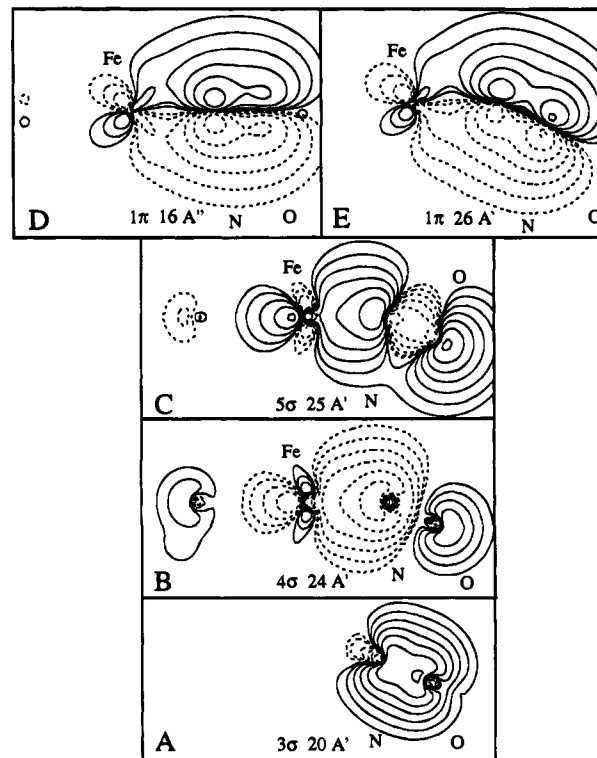 Fe
Fe
D
1π 16 A"
N
O
E
1π 26 A'
N
O
Fe
O
C
5σ 25 A'
N
Fe
B
4σ 24 A'
N
O
A
3σ 20 A'
N
O